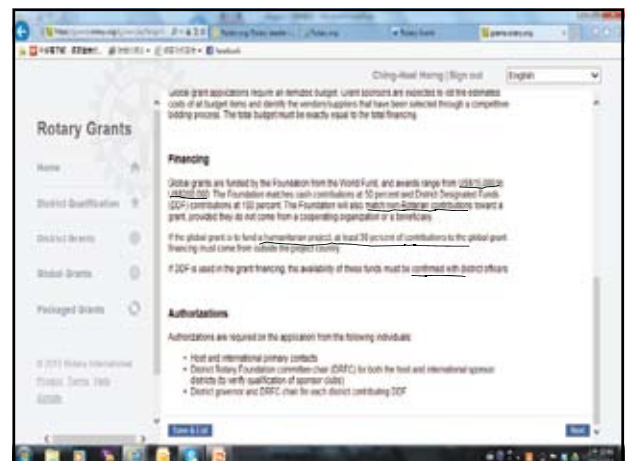 Rotary Grants
Home
District Qualification
District Grants
Global Grants
Packaged Grants
Ching-Huei Horng | Sign out
English
Global grant applications require an itemized budget. Grant sponsors are expected to list the estimated
costs of all budget items and identify the vendors/suppliers that have been selected through a competitive
bidding process. The total budget must be exactly equal to the total financing.
Financing
Global grants are funded by the Foundation from the World Fund, and awards range from US$15,000 to
US$200,000. The Foundation matches cash contributions at 50 percent and District Designated Funds
(DDF) contributions at 100 percent. The Foundation will also match non-Rotarian contributions toward a
grant, provided they do not come from a cooperating organization or a beneficiary.
If the global grant is to fund a humanitarian project, at least 30 percent of contributions to the global grant
financing must come from outside the project country.
If DDF is used in the grant financing, the availability of these funds must be confirmed with district officers
Authorizations
Authorizations are required on the application from the following individuals:
• Host and international primary contacts
• District Rotary Foundation committee chair (DRFC) for both the host and international sponsor
districts (to verify qualification of sponsor clubs)
• District governor and DRFC chair for each district contributing DDF
© 2013 Rotary International
Privacy Terms Help
Save & Exit
Next